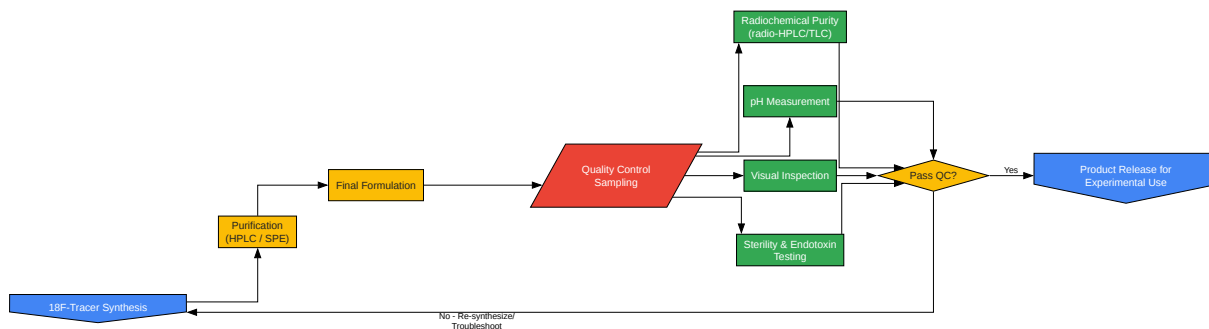 Radiochemical Purity
(radio-HPLC/TLC)
pH Measurement
Quality Control
Sampling
Visual Inspection
Pass QC?
Yes
Product Release for
Experimental Use
Final Formulation
Purification
(HPLC / SPE)
Sterility & Endotoxin
Testing
18F-Tracer Synthesis
No - Re-synthesize/
Troubleshoot